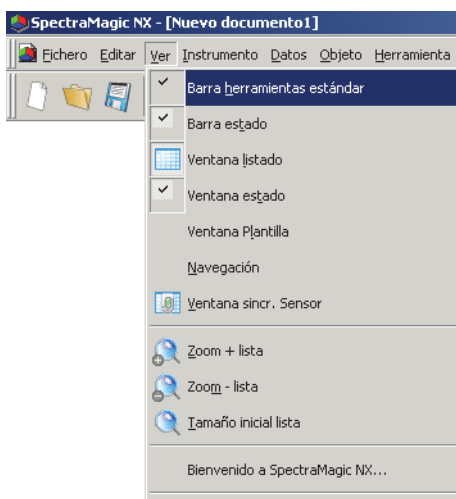 SpectraMagic NX - [Nuevo documento1]
Fichero Editar Ver Instrumento Datos Objeto Herramienta
Barra herramientas estándar
Barra estado
Ventana listado
Ventana estado
Ventana Plantilla
Navegación
Ventana sincr. Sensor
Zoom + lista
Zoom - lista
Tamaño inicial lista
Bienvenido a SpectraMagic NX...